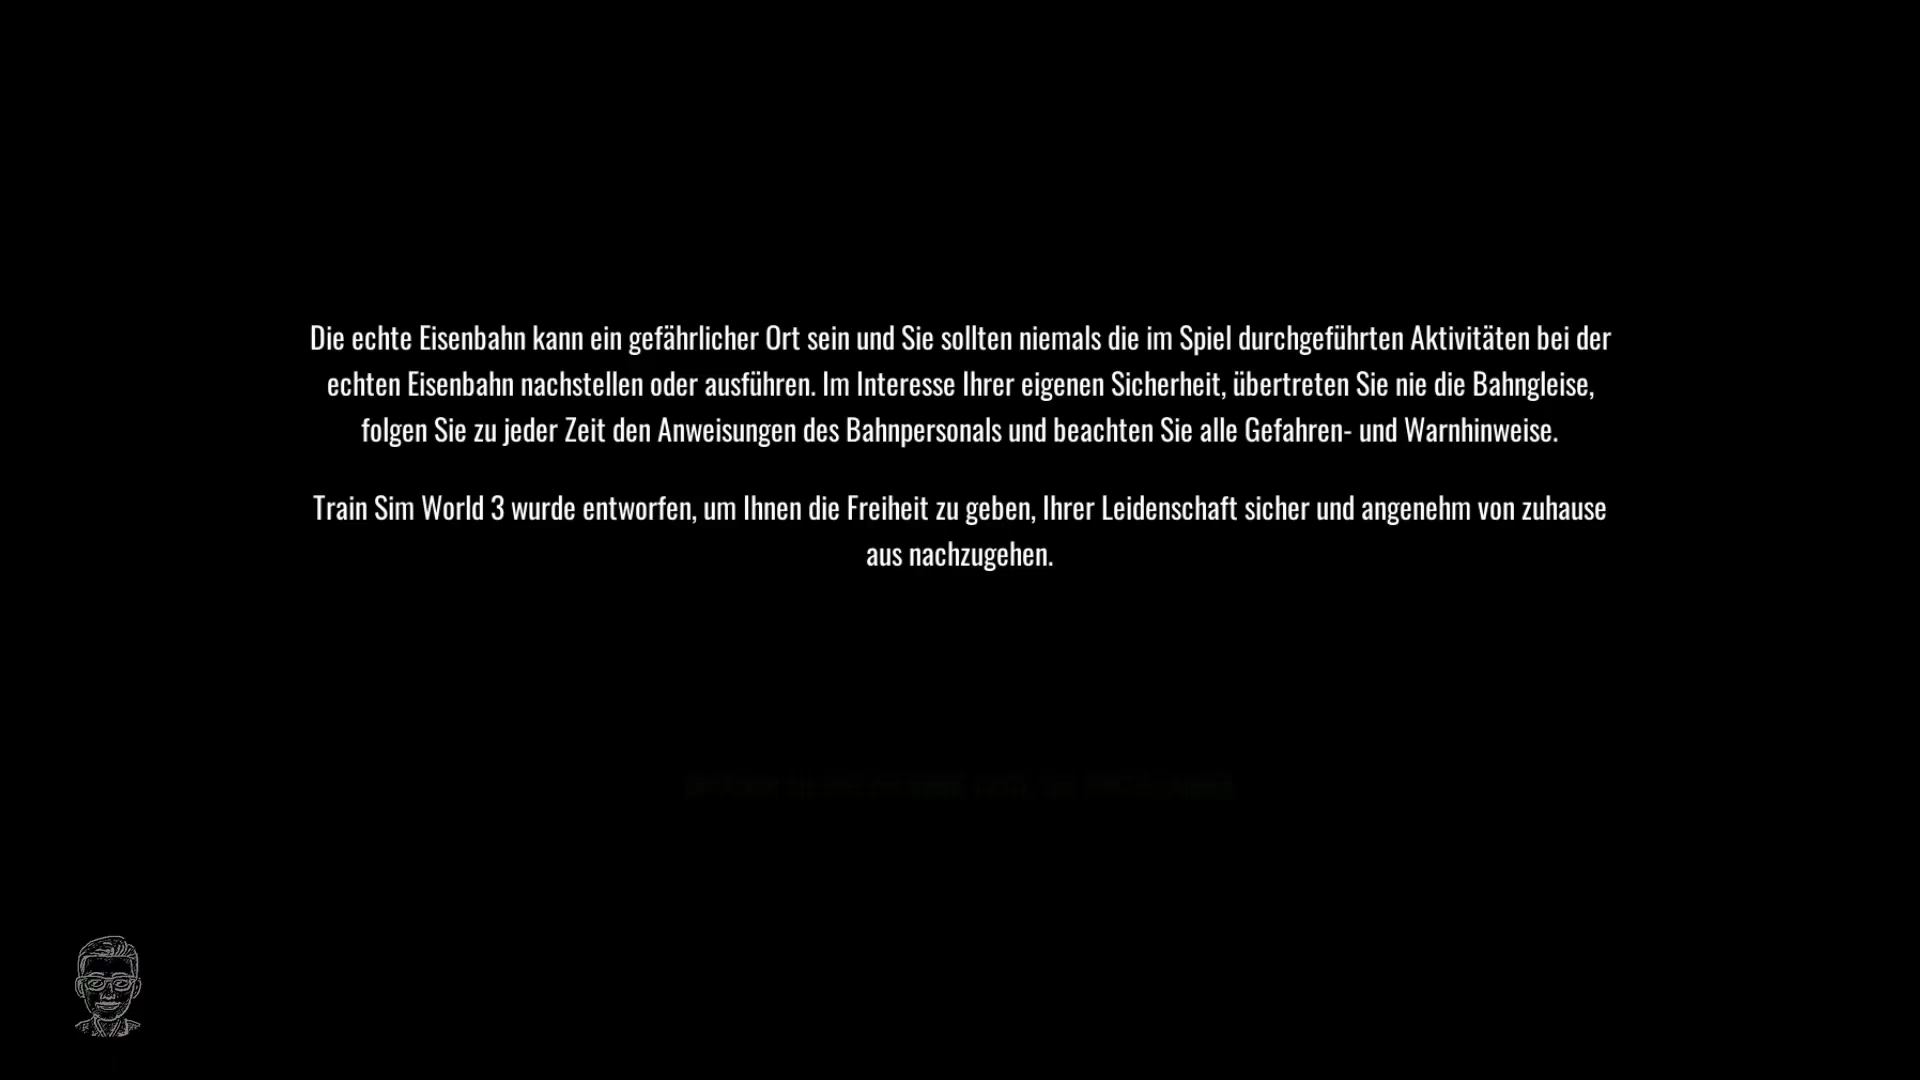 Die echte Eisenbahn kann ein gefährlicher Ort sein und Sie sollten niemals die im Spiel durchgeführten Aktivitäten bei der
echten Eisenbahn nachstellen oder ausführen. Im Interesse Ihrer eigenen Sicherheit, übertreten Sie nie die Bahngleise,
folgen Sie zu jeder Zeit den Anweisungen des Bahnpersonals und beachten Sie alle Gefahren- und Warnhinweise.
Train Sim World 3 wurde entworfen, um Ihnen die Freiheit zu geben, Ihrer Leidenschaft sicher und angenehm von zuhause
aus nachzugehen.